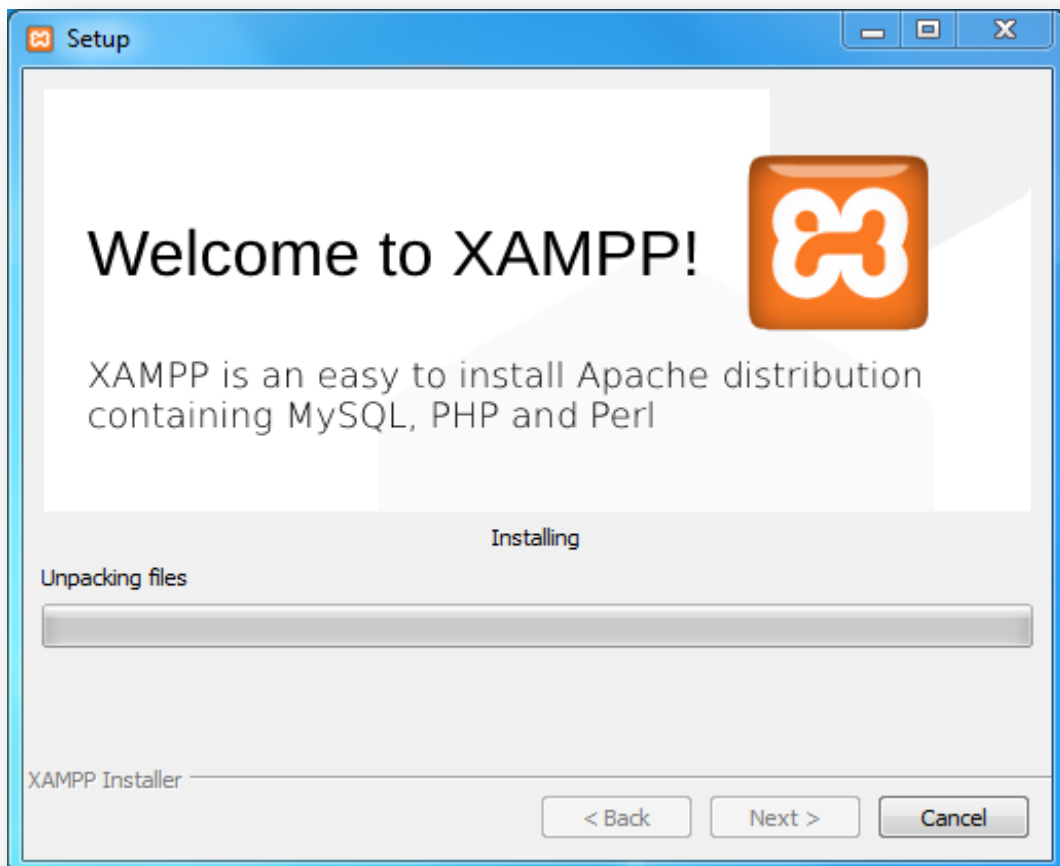 Setup
Welcome to XAMPP!
XAMPP is an easy to install Apache distribution
containing MySQL, PHP and Perl
Installing
Unpacking files
XAMPP Installer
< Back
Next >
Cancel